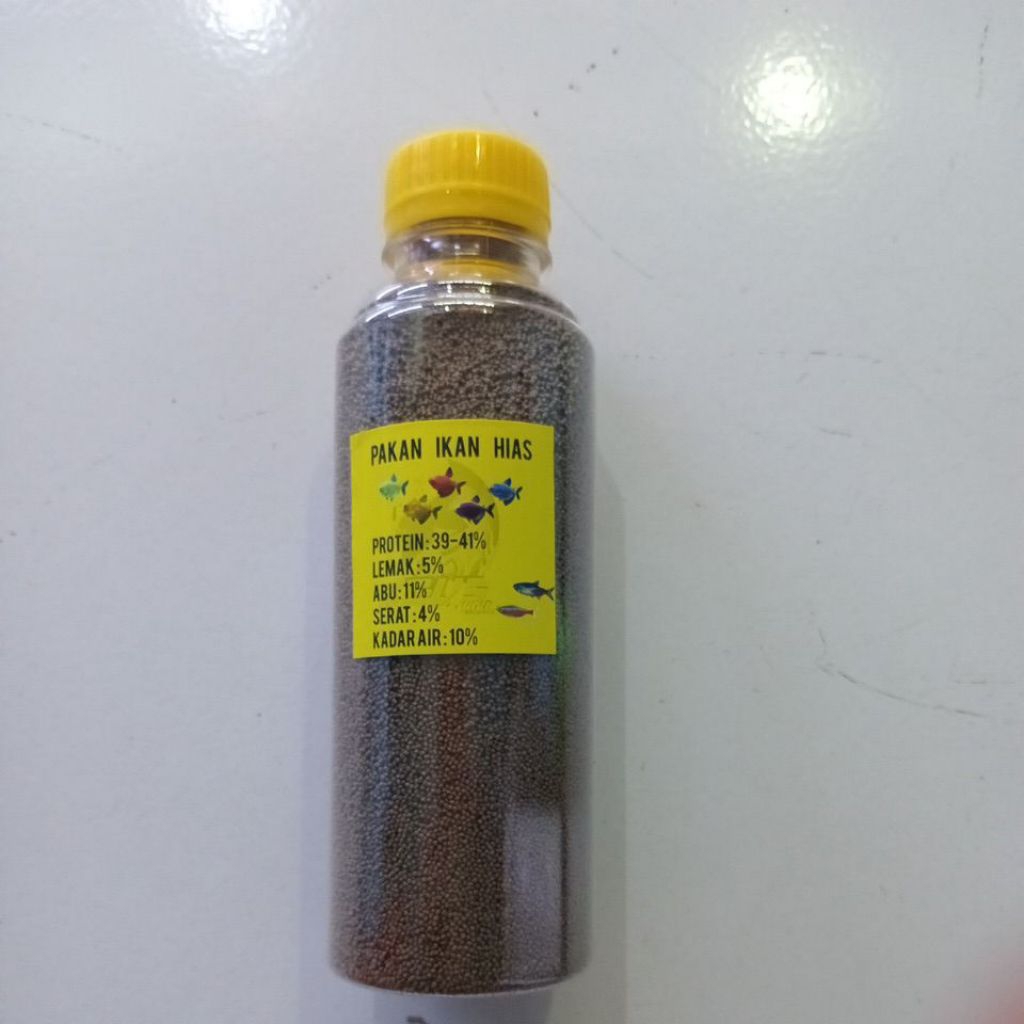 PAKAN IKAN HIAS
PROTEIN:39-41%
LEMAK:5%
ABU:11%
SERAT:4%
KADAR AIR:10%